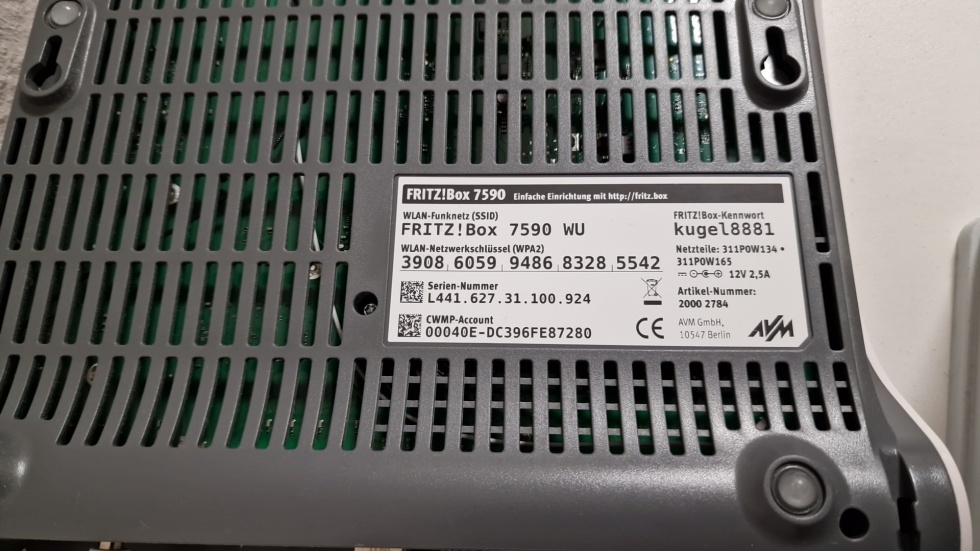 FRITZ!Box 7590 Einfache Einrichtung mit http://fritz.box
WLAN-Funknetz (SSID)
FRITZ!Box 7590 WU
WLAN-Netzwerkschlüssel (WPA2)
3908 6059 9486 8328 5542
Serien-Nummer
L441.627.31.100.924
CWMP-Account
00040E-DC396FE87280
FRITZ!Box-Kennwort
kugel8881
Netzteile: 311P0W134 •
311P0W165
12V 2,5A
Artikel-Nummer:
2000 2784
CE
AVM GmbH,
10547 Berlin
AVM